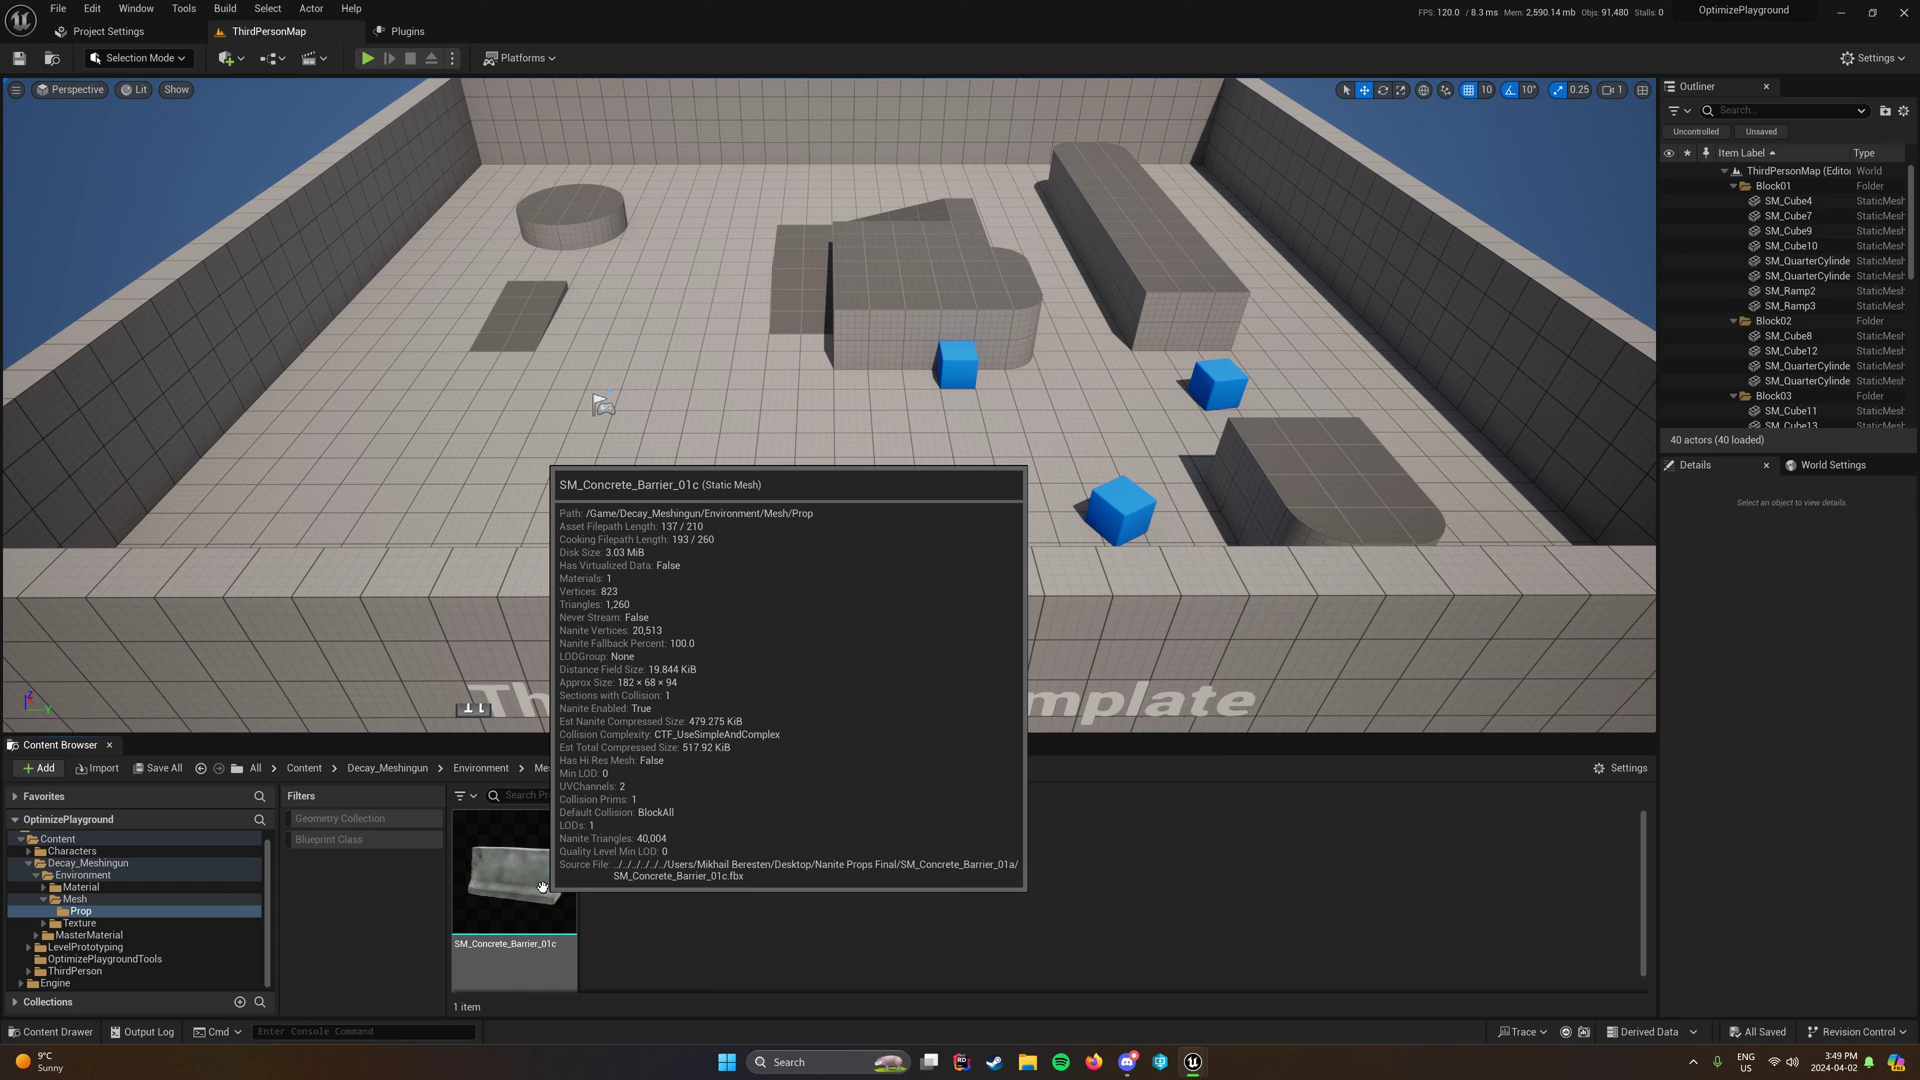 File Edit Window Tools Build Select Actor Help
FPS: 120.0 / 8.3 ms Mem: 2,590.14 mb Objs: 91,480 Stalls: 0
OptimizePlayground
Project Settings
ThirdPersonMap
Plugins
Selection Mode
Platforms
Settings
Perspective
Lit
Show
10
10°
0.25
1
Outliner
Search...
Uncontrolled
Unsaved
Item Label
Type
ThirdPersonMap (Editor World
Block01 Folder
SM_Cube4 StaticMesh
SM_Cube7 StaticMesh
SM_Cube9 StaticMesh
SM_Cube10 StaticMesh
SM_QuarterCylinde StaticMesh
SM_QuarterCylinde StaticMesh
SM_Ramp2 StaticMesh
SM_Ramp3 StaticMesh
Block02 Folder
SM_Cube8 StaticMesh
SM_Cube12 StaticMesh
SM_QuarterCylinde StaticMesh
SM_QuarterCylinde StaticMesh
Block03 Folder
SM_Cube11 StaticMesh
SM_Cube13 StaticMesh
40 actors (40 loaded)
Details
World Settings
Select an object to view details.
Th
mplate
SM_Concrete_Barrier_01c (Static Mesh)
Path: /Game/Decay_Meshingun/Environment/Mesh/Prop
Asset Filepath Length: 137 / 210
Cooking Filepath Length: 193 / 260
Disk Size: 3.03 MiB
Has Virtualized Data: False
Materials: 1
Vertices: 823
Triangles: 1,260
Never Stream: False
Nanite Vertices: 20,513
Nanite Fallback Percent: 100.0
LODGroup: None
Distance Field Size: 19.844 KiB
Approx Size: 182 × 68 × 94
Sections with Collision: 1
Nanite Enabled: True
Est Nanite Compressed Size: 479.275 KiB
Collision Complexity: CTF_UseSimpleAndComplex
Est Total Compressed Size: 517.92 KiB
Has Hi Res Mesh: False
Min LOD: 0
UVChannels: 2
Collision Prims: 1
Default Collision: BlockAll
LODs: 1
Nanite Triangles: 40,004
Quality Level Min LOD: 0
Source File: ../../../../../../Users/Mikhail Beresten/Desktop/Nanite Props Final/SM_Concrete_Barrier_01a/
SM_Concrete_Barrier_01c.fbx
Content Browser
Add
Import
Save All
All
Content
Decay_Meshingun
Environment
Me
Settings
Favorites
OptimizePlayground
Content
Characters
Decay_Meshingun
Environment
Material
Mesh
Prop
Texture
MasterMaterial
LevelPrototyping
OptimizePlaygroundTools
ThirdPerson
Engine
Collections
Filters
Geometry Collection
Blueprint Class
Search Pr
SM_Concrete_Barrier_01c
1 item
Content Drawer
Output Log
Cmd
Enter Console Command
Trace
Derived Data
All Saved
Revision Control
9°C
Sunny
Search
ENG
US
3:49 PM
2024-04-02